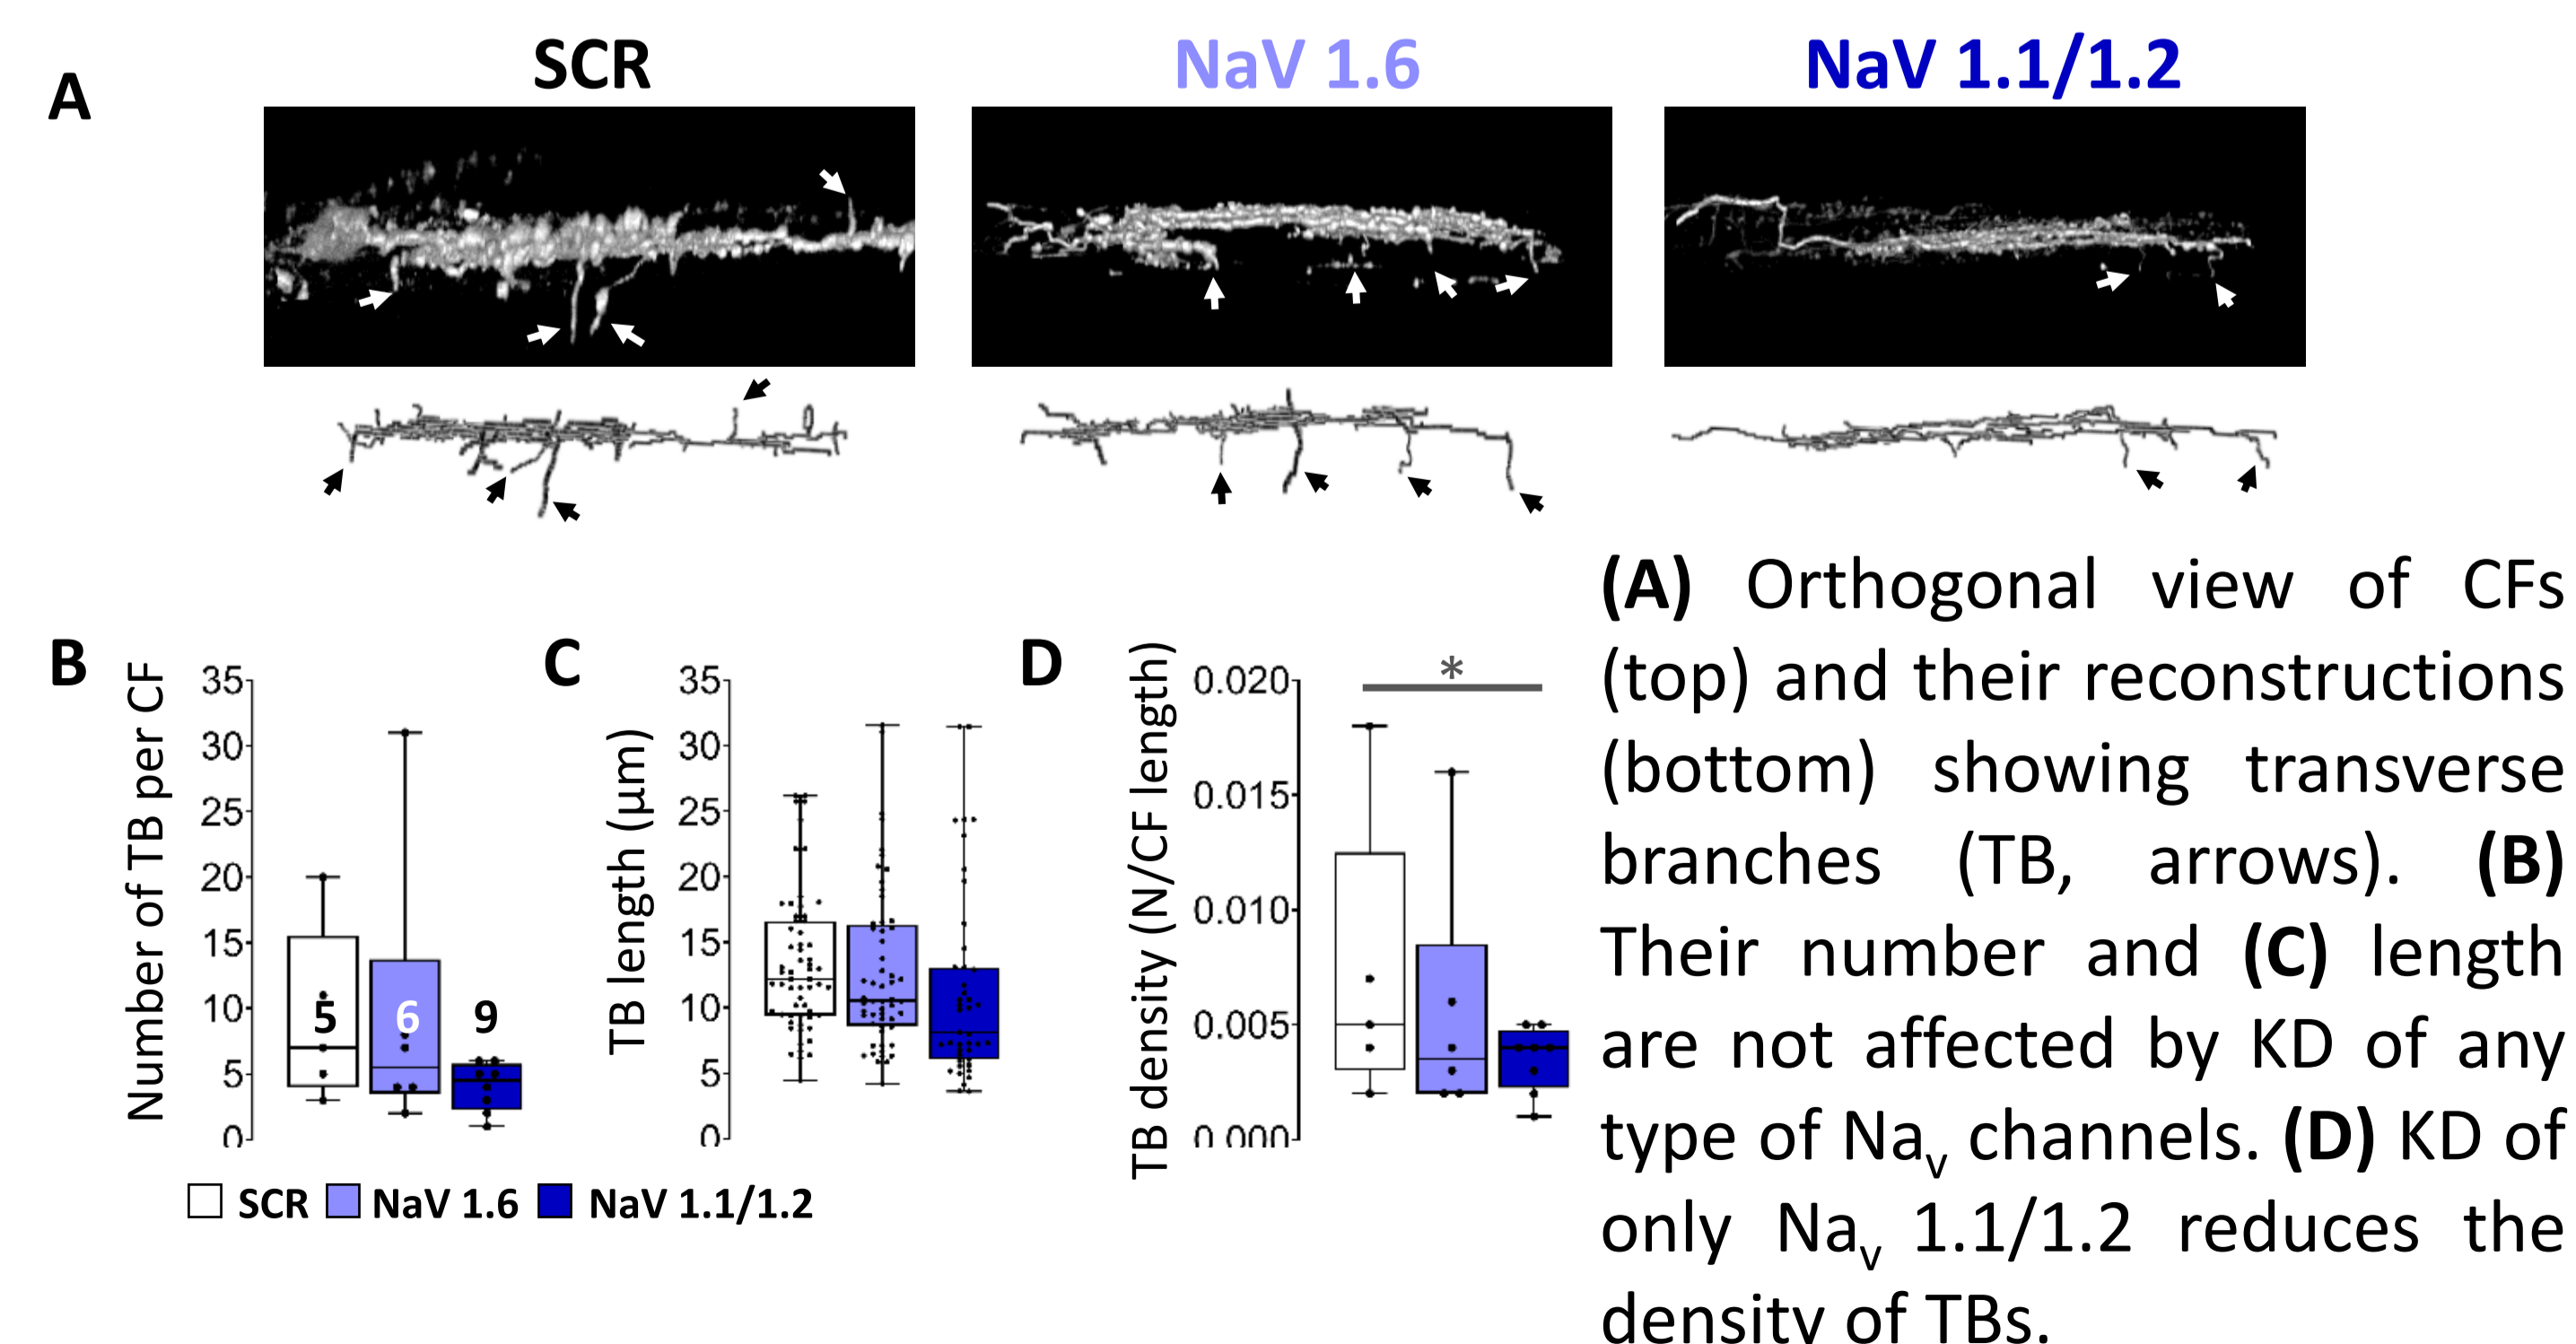 SCR NaV 1.6 NaV 1.1/1.2
A
B
Number of TB per CF
35
30
25
20
15
10
5
0
5 6 9
C
TB length (µm)
35
30
25
20
15
10
5
0
D
TB density (N/CF length)
0.020
0.015
0.010
0.005
0.000
*
SCR NaV 1.6 NaV 1.1/1.2
(A) Orthogonal view of CFs
(top) and their reconstructions
(bottom) showing transverse
branches (TB, arrows). (B)
Their number and (C) length
are not affected by KD of any
type of Nav channels. (D) KD of
only Nav 1.1/1.2 reduces the
density of TBs.